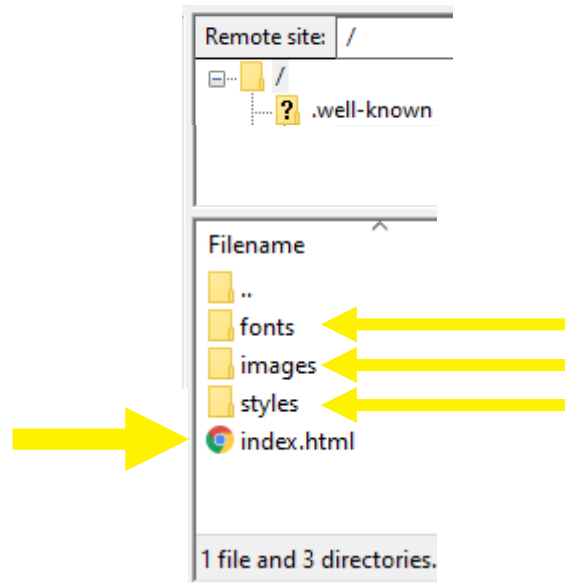 Remote site: /
/
? .well-known
Filename
..
fonts
images
styles
index.html
1 file and 3 directories.